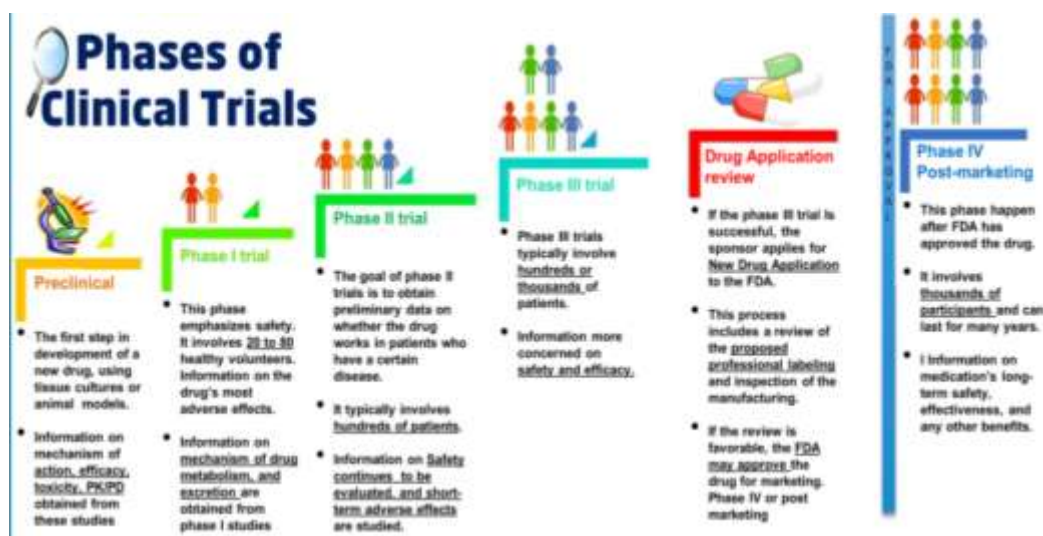 Phases of
Clinical Trials
Preclinical
• The first step in
development of a
new drug, using
tissue cultures or
animal models.
• Information on
mechanism of
action, efficacy,
toxicity, PK/PD
obtained from
these studies
Phase I trial
• This phase
emphasizes safety.
It involves 20 to 80
healthy volunteers.
Information on the
drug's most
adverse effects.
• Information on
mechanism of drug
metabolism, and
excretion are
obtained from
phase I studies
Phase II trial
• The goal of phase II
trials is to obtain
preliminary data on
whether the drug
works in patients who
have a certain
disease.
• It typically involves
hundreds of patients.
• Information on Safety
continues to be
evaluated, and short-
term adverse effects
are studied.
Phase III trial
• Phase III trials
typically involve
hundreds or
thousands of
patients.
• Information more
concerned on
safety and efficacy.
Drug Application
review
• If the phase III trial is
successful, the
sponsor applies for
New Drug Application
to the FDA.
• This process
includes a review of
the proposed
professional labeling
and inspection of the
manufacturing.
• If the review is
favorable, the FDA
may approve the
drug for marketing.
Phase IV or post
marketing
FDA APPROVAL
Phase IV
Post-marketing
• This phase happen
after FDA has
approved the drug.
• It involves
thousands of
participants and can
last for many years.
• I Information on
medication's long-
term safety,
effectiveness, and
any other benefits.